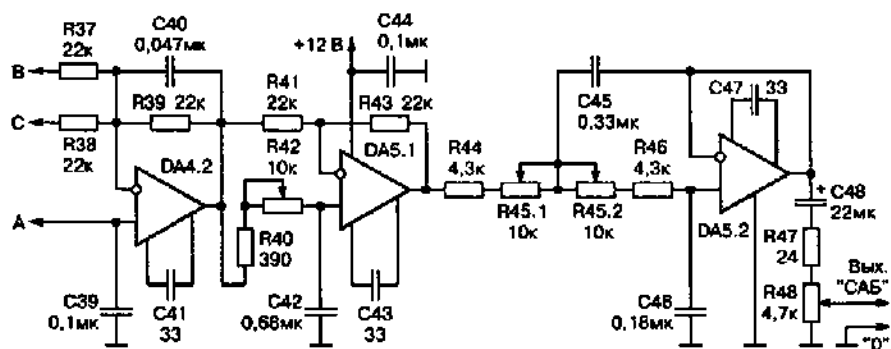 R37
22к
B
C40
0,047мк
C
R39 22к
R38
22к
DA4.2
A
C39
0,1мк
C41
33
+12 В
C44
0,1мк
R41
22к
R43 22к
R42
10к
DA5.1
R40
390
C42
0,68мк
C43
33
R44
4,3к
R45.1
10к
R45.2
10к
C45
0,33мк
R46
4,3к
C47 33
DA5.2
C46
0,18мк
+ C48
22мк
R47
24
R48
4,7к
Вых.
"САБ"
"0"